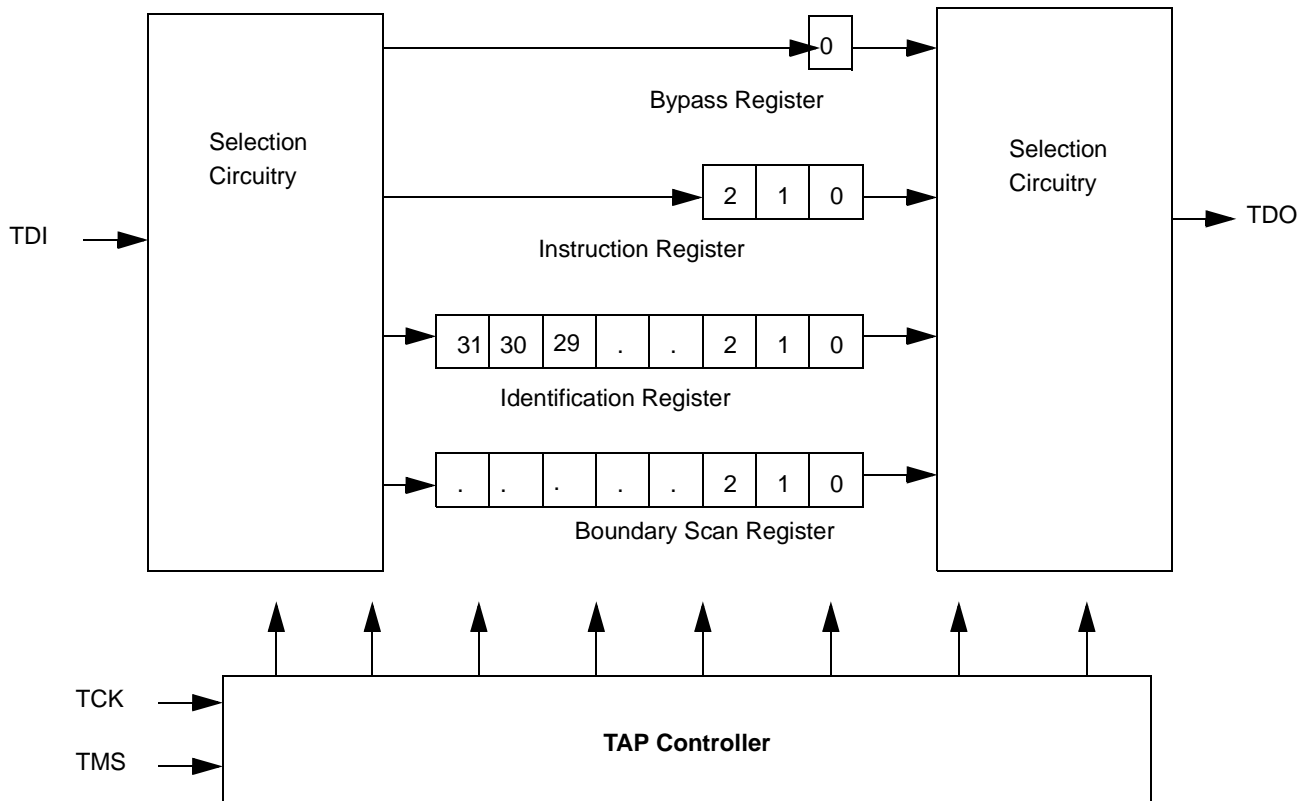 0
Bypass Register
Selection
Circuitry
Selection
Circuitry
2 1 0
TDI
TDO
Instruction Register
31 30 29 . . 2 1 0
Identification Register
. . . . . 2 1 0
Boundary Scan Register
TCK
TAP Controller
TMS